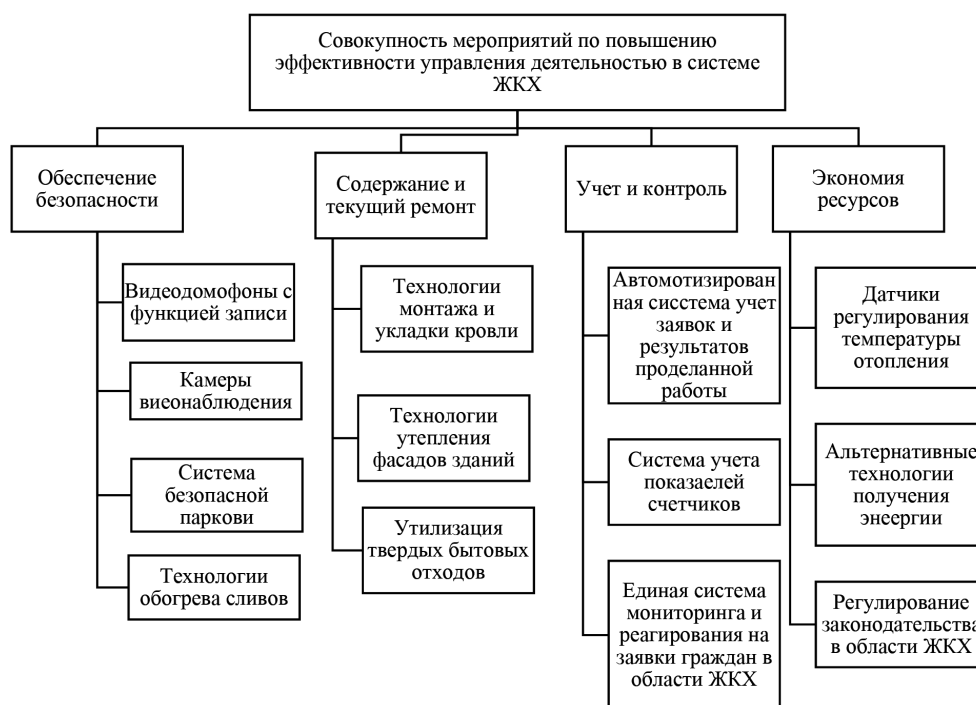 Совокупность мероприятий по повышению
эффективности управления деятельностью в системе
ЖКХ
Обеспечение
безопасности
Видеодомофоны с
функцией записи
Камеры
виеонаблюдения
Система
безопасной
паркови
Технологии
обогрева сливов
Содержание и
текущий ремонт
Технологии
монтажа и
укладки кровли
Технологии
утепления
фасадов зданий
Утилизация
твердых бытовых
отходов
Учет и контроль
Автомотизирован
ная сисстема учет
заявок и
результатов
проделанной
работы
Система учета
показаелей
счетчиков
Единая система
мониторинга и
реагирования на
заявки граждан в
области ЖКХ
Экономия
ресурсов
Датчики
регулирования
температуры
отопления
Альтернативные
технологии
получения
энеергии
Регулирование
законодательства
в области ЖКХ